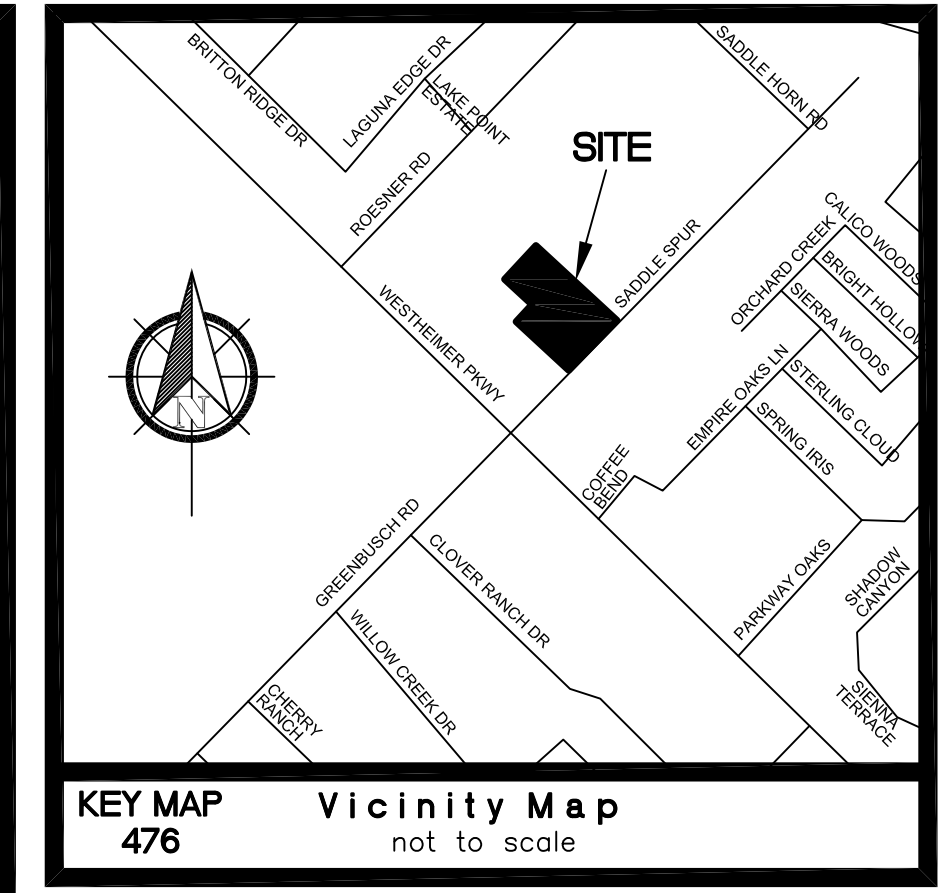 BRITTON RIDGE DR
LAGUNA EDGE DR
LAKE POINT
ESTATE
ROESNER RD
SADDLE HORN RD
SITE
SADDLE SPUR
WESTHEIMER PKWY
CALICO WOODS
ORCHARD CREEK
BRIGHT HOLLOW
SIERRA WOODS
EMPIRE OAKS LN
STERLING CLOUD
SPRING IRIS
COFFEE
BEND
N
GREENBUSCH RD
CLOVER RANCH DR
WILLOW CREEK DR
CHERRY
RANCH
PARKWAY OAKS
SHADOW
CANYON
SIENNA
TERRACE
KEY MAP
476
Vicinity Map
not to scale